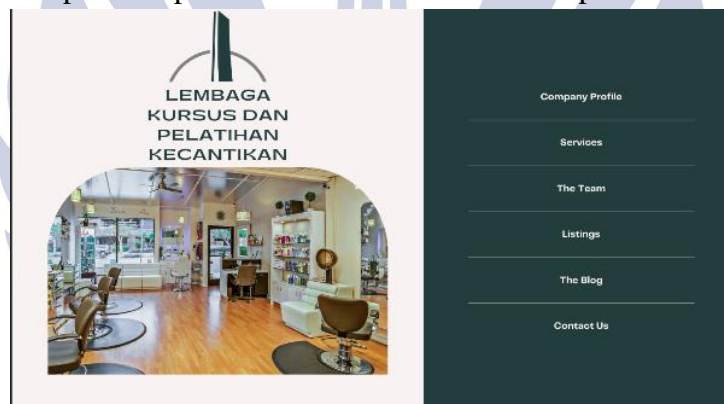 LEMBAGA
KURSUS DAN
PELATIHAN
KECANTIKAN
Company Profile
Services
The Team
Listings
The Blog
Contact Us